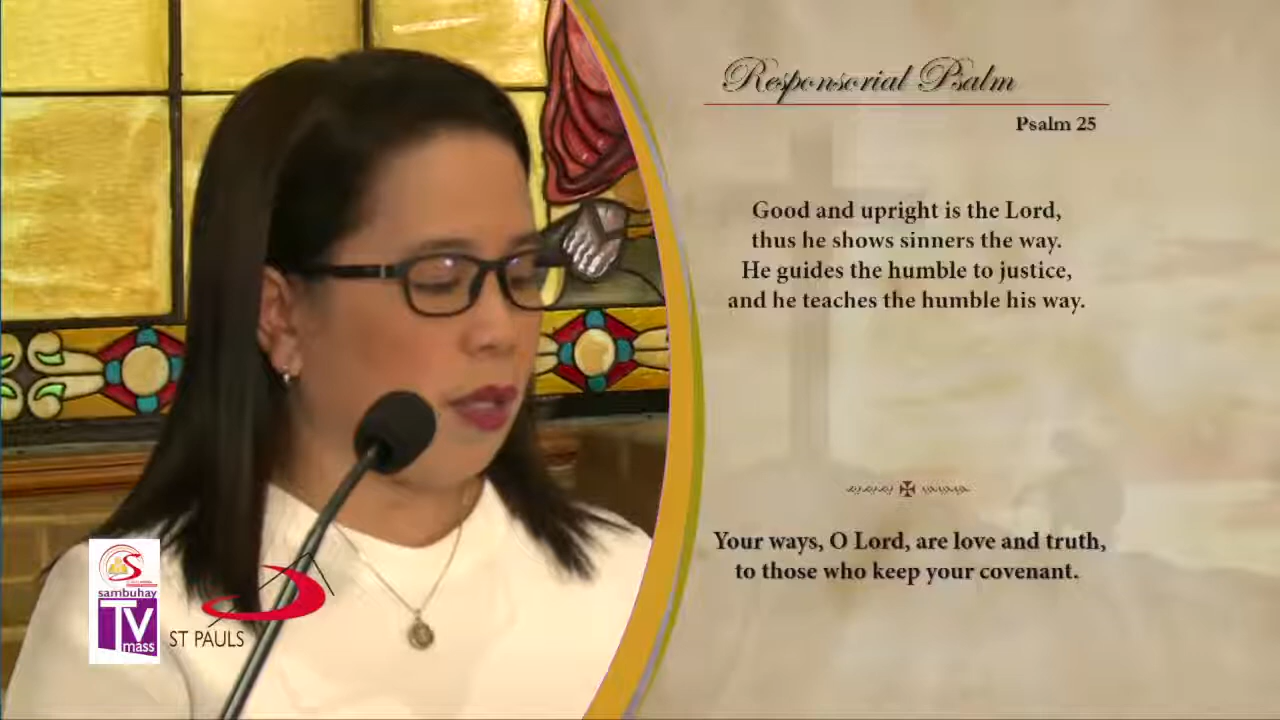 Responsorial Psalm
Psalm 25
Good and upright is the Lord,
thus he shows sinners the way.
He guides the humble to justice,
and he teaches the humble his way.
Your ways, O Lord, are love and truth,
to those who keep your covenant.
sambuhay
TV
mass
ST PAULS